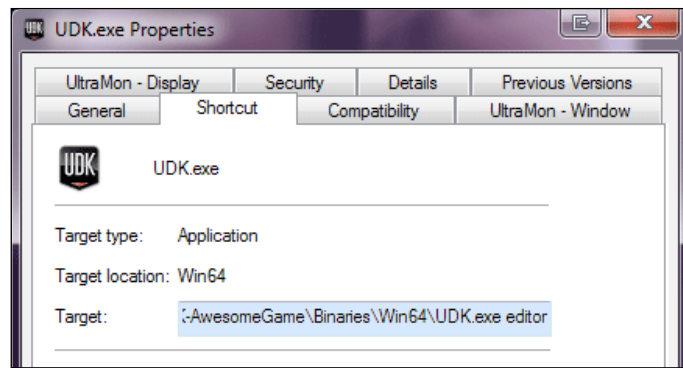 UDK UDK.exe Properties
UltraMon - Display Security Details Previous Versions
General Shortcut Compatibility UltraMon - Window
UDK UDK.exe
Target type: Application
Target location: Win64
Target: -AwesomeGame\Binaries\Win64\UDK.exe editor